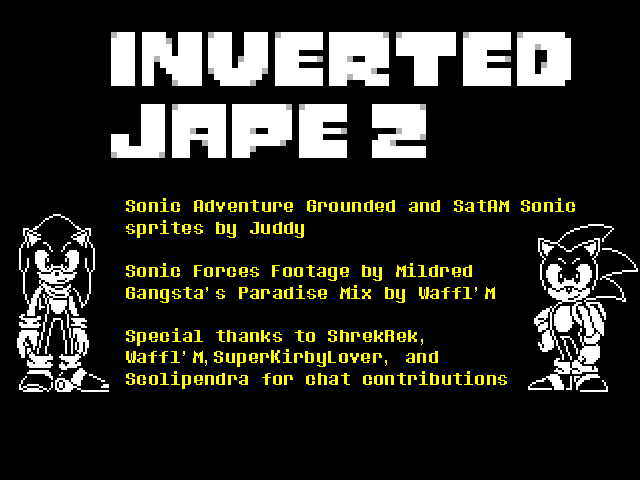 INVERTED
JAPE 2
Sonic Adventure Grounded and SatAM Sonic
sprites by Juddy
Sonic Forces Footage by Mildred
Gangsta's Paradise Mix by Waffl'M
Special thanks to ShrekRek,
Waffl'M,SuperKirbyLover, and
Scolipendra for chat contributions